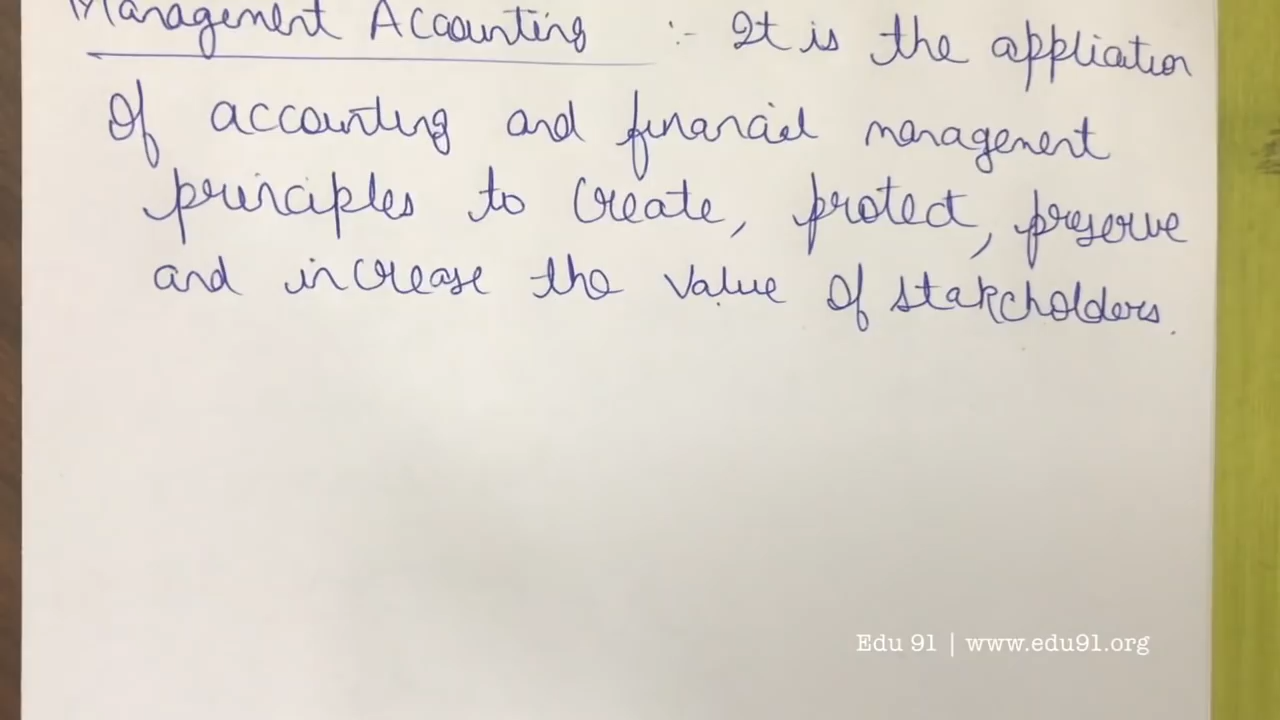 Management Accounting :- It is the application
Of accounting and financial management
principles to create, protect, preserve
and increase the value of stakeholders.
Edu 91 | www.edu91.org